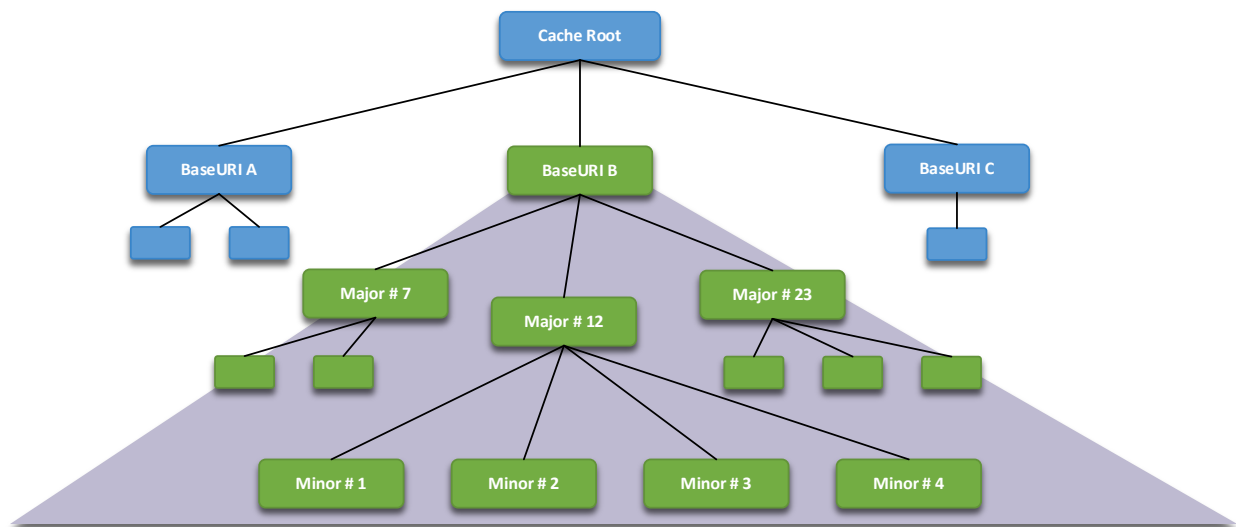 Cache Root
BaseURI A
BaseURI B
BaseURI C
Major # 7
Major # 12
Major # 23
Minor # 1
Minor # 2
Minor # 3
Minor # 4